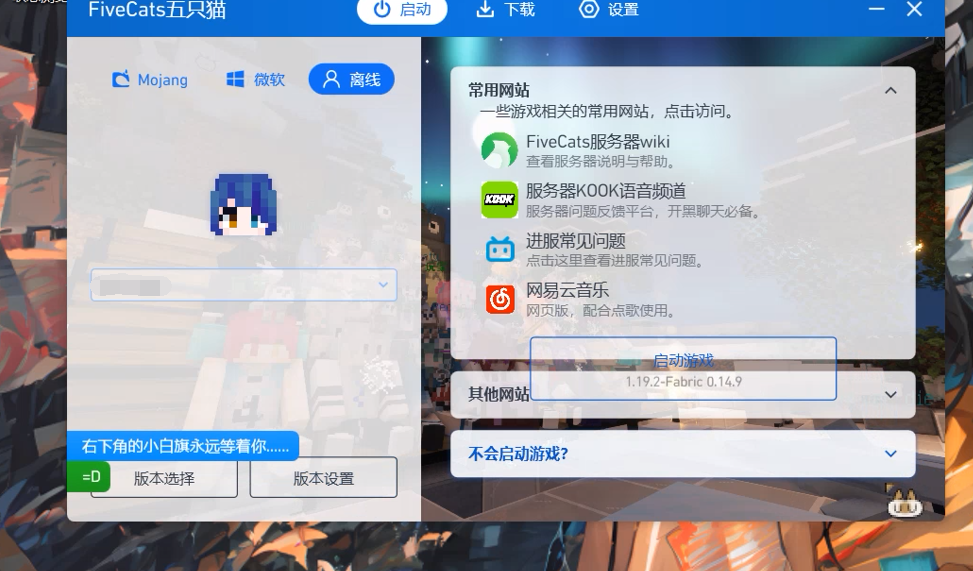 FiveCats五只猫
启动
下载
设置
Mojang
微软
离线
常用网站
一些游戏相关的常用网站，点击访问。
FiveCats服务器wiki
查看服务器说明与帮助。
KOOK
服务器KOOK语音频道
服务器问题反馈平台，开黑聊天必备。
进服常见问题
点击这里查看进服常见问题。
网易云音乐
网页版，配合点歌使用。
启动游戏
1.19.2-Fabric 0.14.9
其他网站
不会启动游戏?
右下角的小白旗永远等着你......
=D
版本选择
版本设置